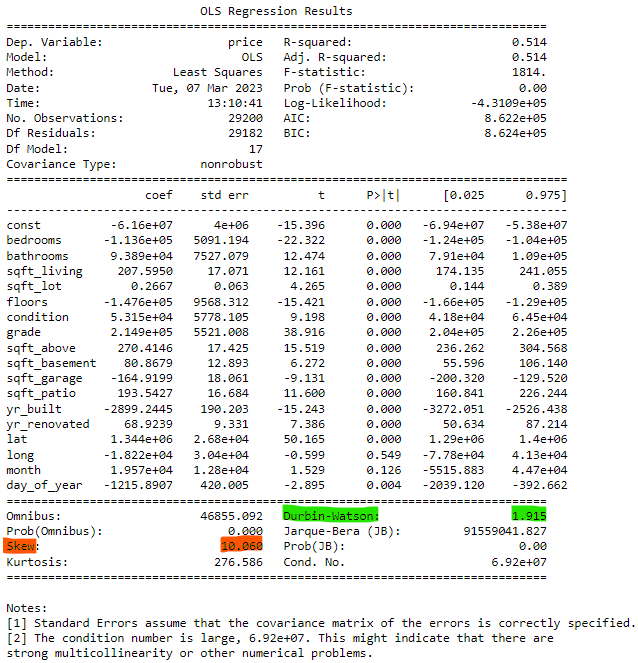 OLS Regression Results
==============================================================================
Dep. Variable: price R-squared: 0.514
Model: OLS Adj. R-squared: 0.514
Method: Least Squares F-statistic: 1814.
Date: Tue, 07 Mar 2023 Prob (F-statistic): 0.00
Time: 13:10:41 Log-Likelihood: -4.3109e+05
No. Observations: 29200 AIC: 8.622e+05
Df Residuals: 29182 BIC: 8.624e+05
Df Model: 17
Covariance Type: nonrobust
==============================================================================
coef std err t P>|t| [0.025 0.975]
------------------------------------------------------------------------------
const -6.16e+07 4e+06 -15.396 0.000 -6.94e+07 -5.38e+07
bedrooms -1.136e+05 5091.194 -22.322 0.000 -1.24e+05 -1.04e+05
bathrooms 9.389e+04 7527.079 12.474 0.000 7.91e+04 1.09e+05
sqft_living 207.5950 17.071 12.161 0.000 174.135 241.055
sqft_lot 0.2667 0.063 4.265 0.000 0.144 0.389
floors -1.476e+05 9568.312 -15.421 0.000 -1.66e+05 -1.29e+05
condition 5.315e+04 5778.105 9.198 0.000 4.18e+04 6.45e+04
grade 2.149e+05 5521.008 38.916 0.000 2.04e+05 2.26e+05
sqft_above 270.4146 17.425 15.519 0.000 236.262 304.568
sqft_basement 80.8679 12.893 6.272 0.000 55.596 106.140
sqft_garage -164.9199 18.061 -9.131 0.000 -200.320 -129.520
sqft_patio 193.5427 16.684 11.600 0.000 160.841 226.244
yr_built -2899.2445 190.203 -15.243 0.000 -3272.051 -2526.438
yr_renovated 68.9239 9.331 7.386 0.000 50.634 87.214
lat 1.344e+06 2.68e+04 50.165 0.000 1.29e+06 1.4e+06
long -1.822e+04 3.04e+04 -0.599 0.549 -7.78e+04 4.13e+04
month 1.957e+04 1.28e+04 1.529 0.126 -5515.883 4.47e+04
day_of_year -1215.8907 420.005 -2.895 0.004 -2039.120 -392.662
==============================================================================
Omnibus: 46855.092 Durbin-Watson: 1.915
Prob(Omnibus): 0.000 Jarque-Bera (JB): 91559041.827
Skew: 10.060 Prob(JB): 0.00
Kurtosis: 276.586 Cond. No. 6.92e+07
==============================================================================
Notes:
[1] Standard Errors assume that the covariance matrix of the errors is correctly specified.
[2] The condition number is large, 6.92e+07. This might indicate that there are
strong multicollinearity or other numerical problems.